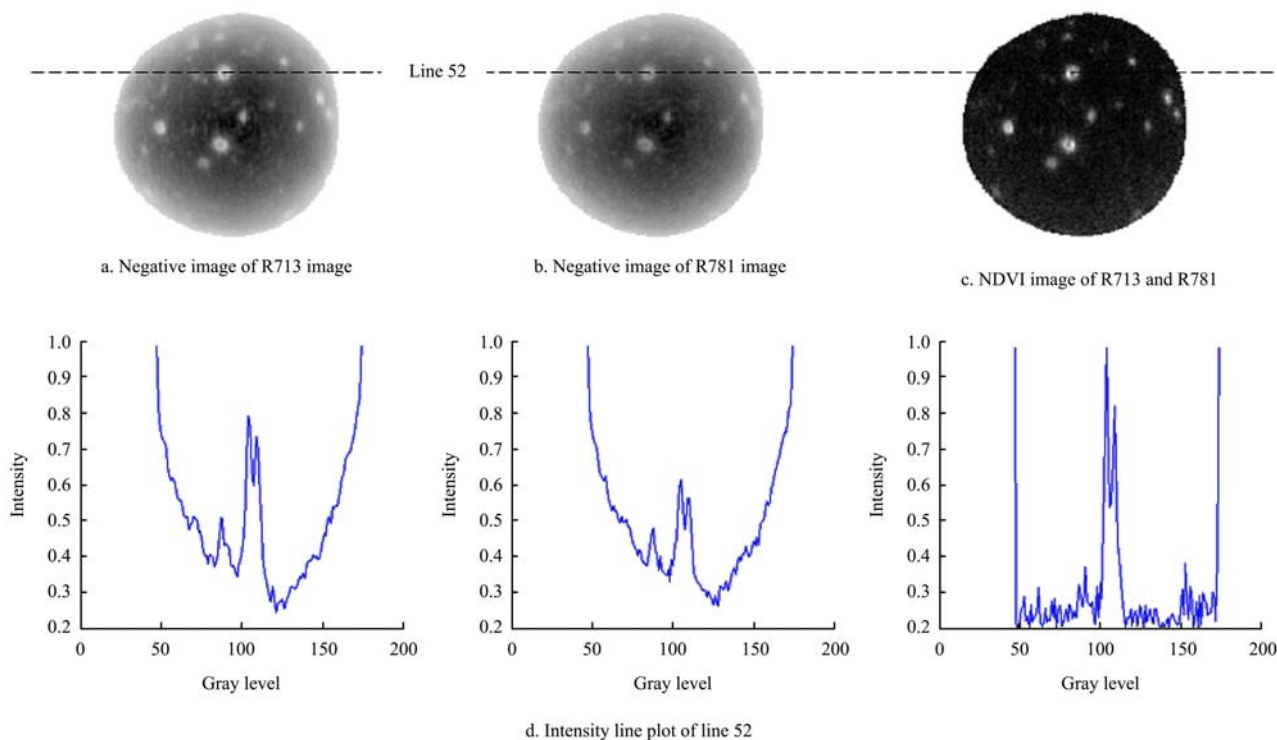 Line 52
a. Negative image of R713 image
b. Negative image of R781 image
c. NDVI image of R713 and R781
1.0
0.9
0.8
0.7
0.6
0.5
0.4
0.3
0.2
Intensity
0 50 100 150 200
Gray level
1.0
0.9
0.8
0.7
0.6
0.5
0.4
0.3
0.2
Intensity
0 50 100 150 200
Gray level
1.0
0.9
0.8
0.7
0.6
0.5
0.4
0.3
0.2
Intensity
0 50 100 150 200
Gray level
d. Intensity line plot of line 52